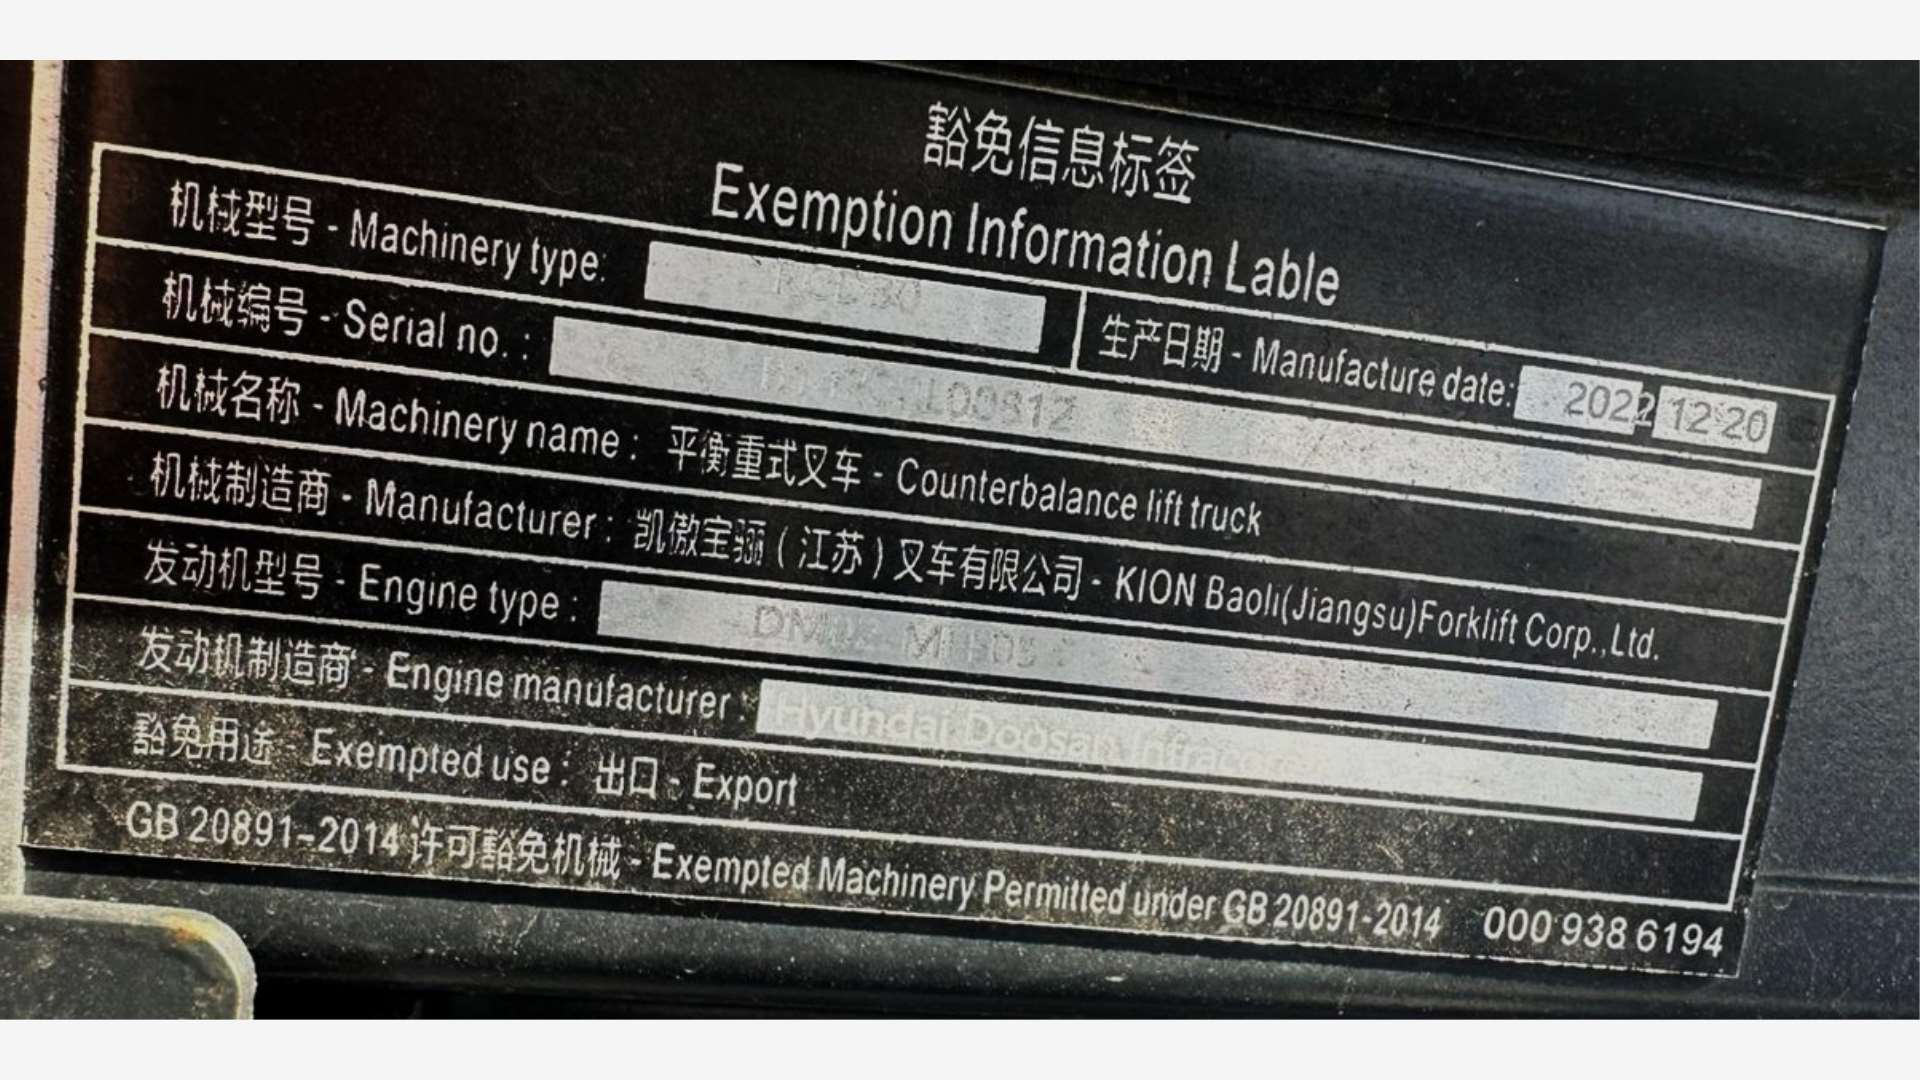 豁免信息标签
Exemption Information Lable
机械型号 - Machinery type:
生产日期 - Manufacture date: 2022 12 20
机械编号 - Serial no. :
机械名称 - Machinery name : 平衡重式叉车 - Counterbalance lift truck
机械制造商 - Manufacturer : 凯傲宝骊 ( 江苏 ) 叉车有限公司 - KION Baoli(Jiangsu)Forklift Corp.,Ltd.
发动机型号 - Engine type :
发动机制造商 - Engine manufacturer : Hyundai Doosan
豁免用途 - Exempted use : 出口 - Export
GB 20891-2014 许可豁免机械 - Exempted Machinery Permitted under GB 20891-2014 000 938 6194